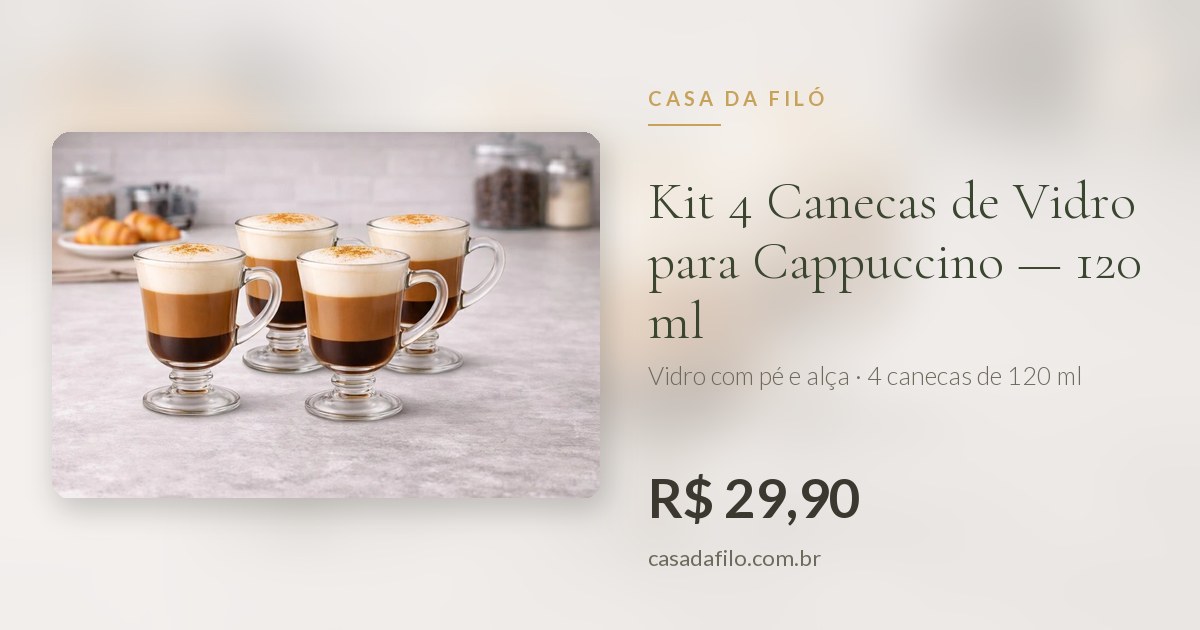 CASA DA FILÓ
Kit 4 Canecas de Vidro
para Cappuccino — 120
ml
Vidro com pé e alça · 4 canecas de 120 ml
R$ 29,90
casadafilo.com.br